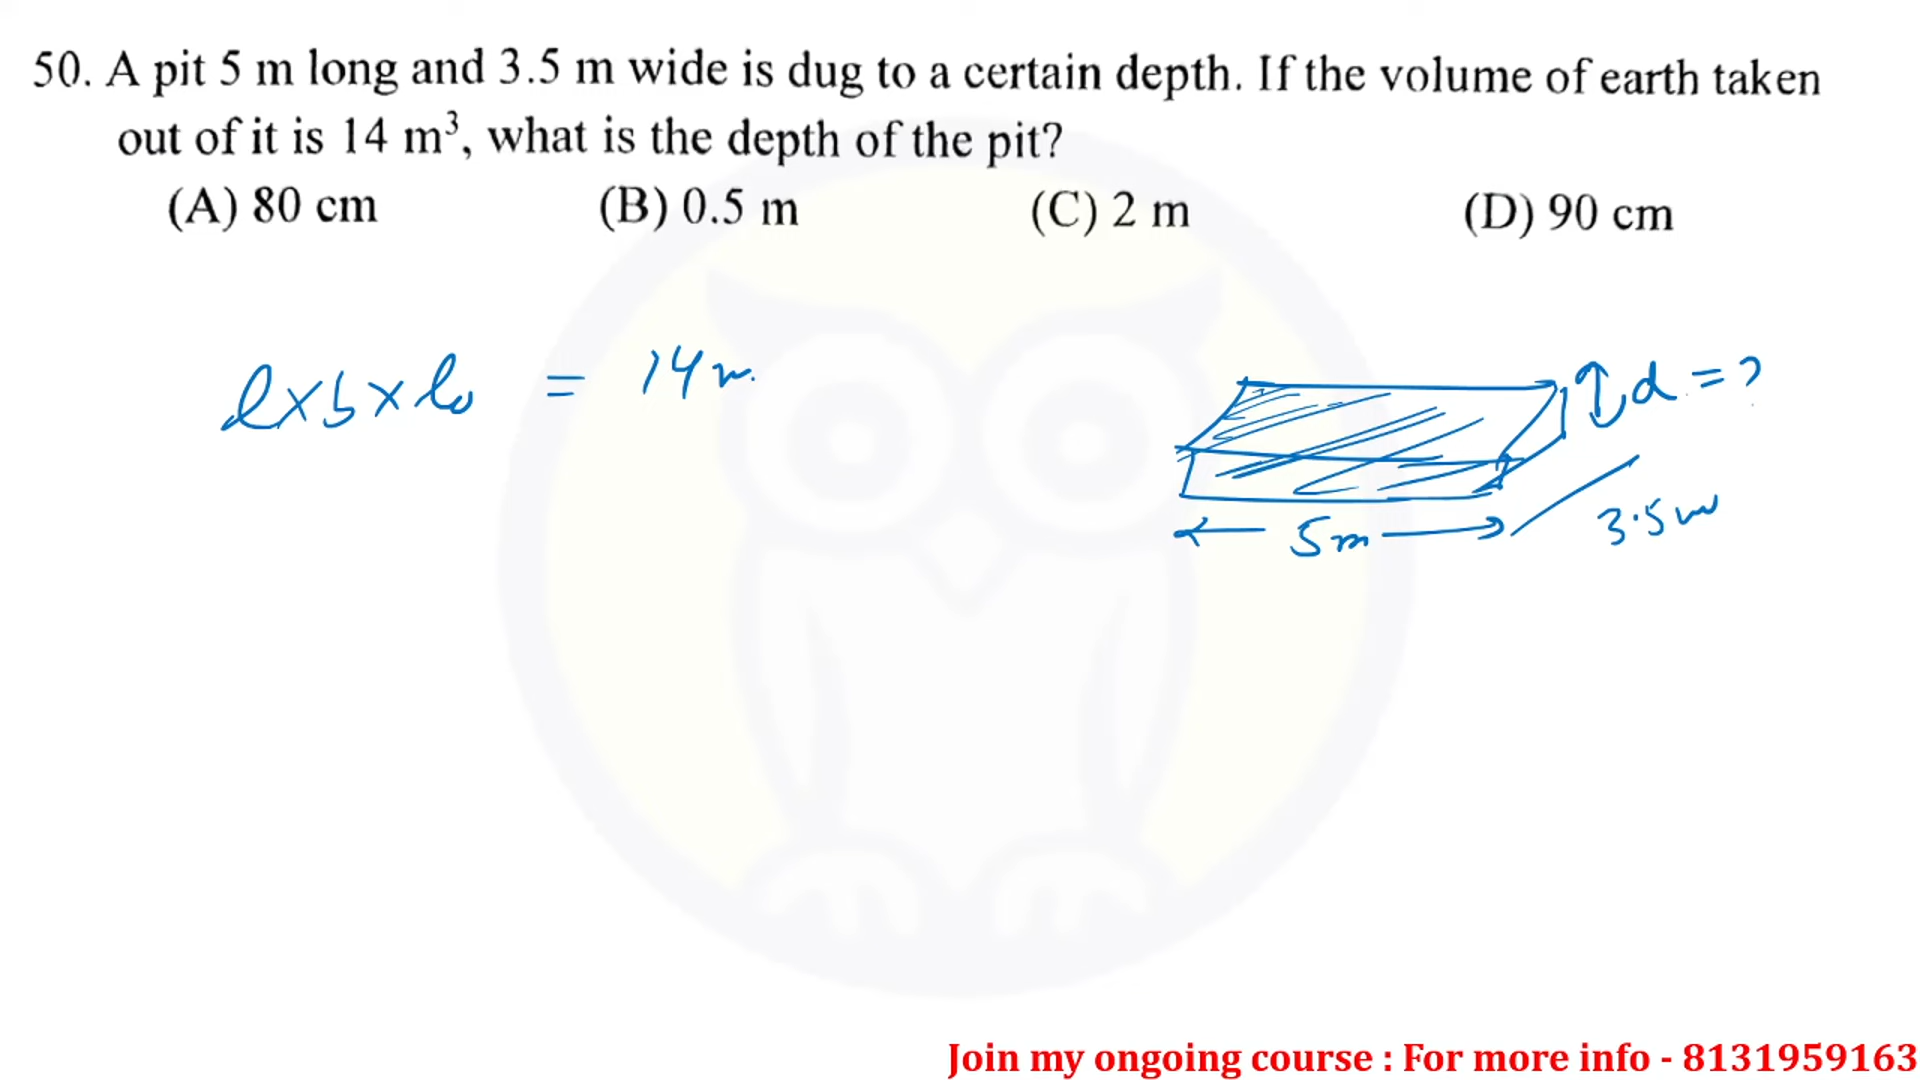 50. A pit 5 m long and 3.5 m wide is dug to a certain depth. If the volume of earth taken
out of it is 14 m³, what is the depth of the pit?
(A) 80 cm (B) 0.5 m (C) 2 m (D) 90 cm
l×b×h = 14m
d = ?
5m
3.5m
Join my ongoing course : For more info - 8131959163